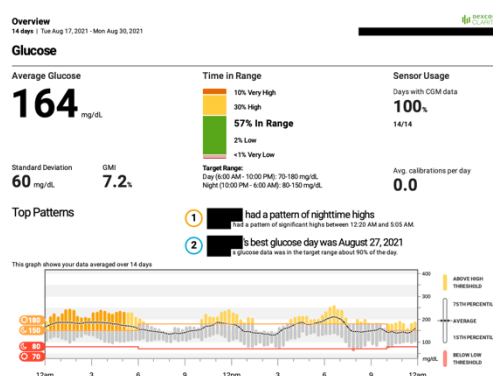 Overview
14 days | Tue Aug 17, 2021 - Mon Aug 30, 2021
dexcom
CLARITY
Glucose
Average Glucose
164 mg/dL
Standard Deviation
60 mg/dL
GMI
7.2%
Time in Range
10% Very High
30% High
57% In Range
2% Low
<1% Very Low
Target Range:
Day (6:00 AM - 10:00 PM): 70-180 mg/dL
Night (10:00 PM - 6:00 AM): 80-150 mg/dL
Sensor Usage
Days with CGM data
100%
14/14
Avg. calibrations per day
0.0
Top Patterns
1 had a pattern of nighttime highs
had a pattern of significant highs between 12:20 AM and 5:05 AM.
2 's best glucose day was August 27, 2021
's glucose data was in the target range about 90% of the day.
This graph shows your data averaged over 14 days
400
300
200
100
mg/dL
180
150
80
70
12am 3 6 9 12pm 3 6 9 12am
ABOVE HIGH
THRESHOLD
75TH PERCENTIL
AVERAGE
15TH PERCENTIL
BELOW LOW
THRESHOLD